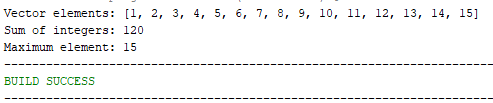 Vector elements: [1, 2, 3, 4, 5, 6, 7, 8, 9, 10, 11, 12, 13, 14, 15]
Sum of integers: 120
Maximum element: 15
------------------------------------------------------------------------
BUILD SUCCESS
------------------------------------------------------------------------